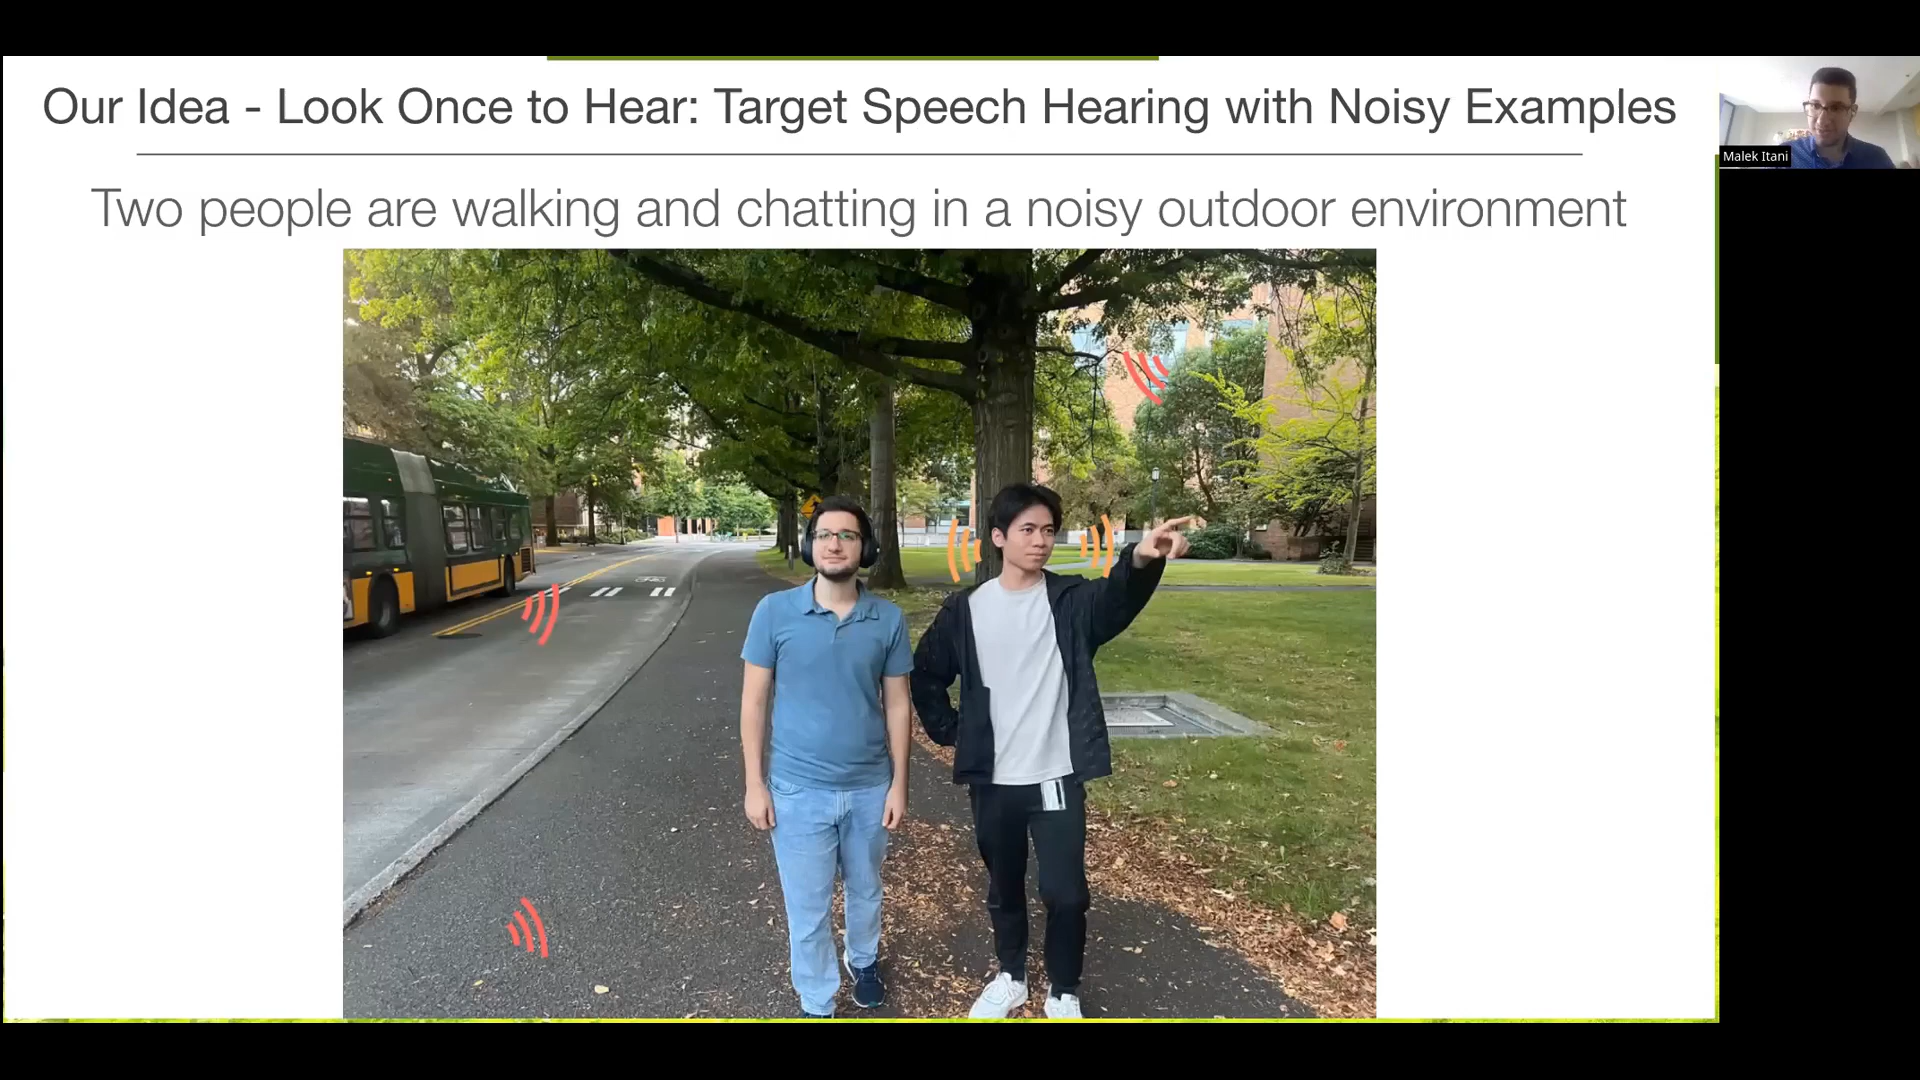 Our Idea - Look Once to Hear: Target Speech Hearing with Noisy Examples
Malek Itani
Two people are walking and chatting in a noisy outdoor environment